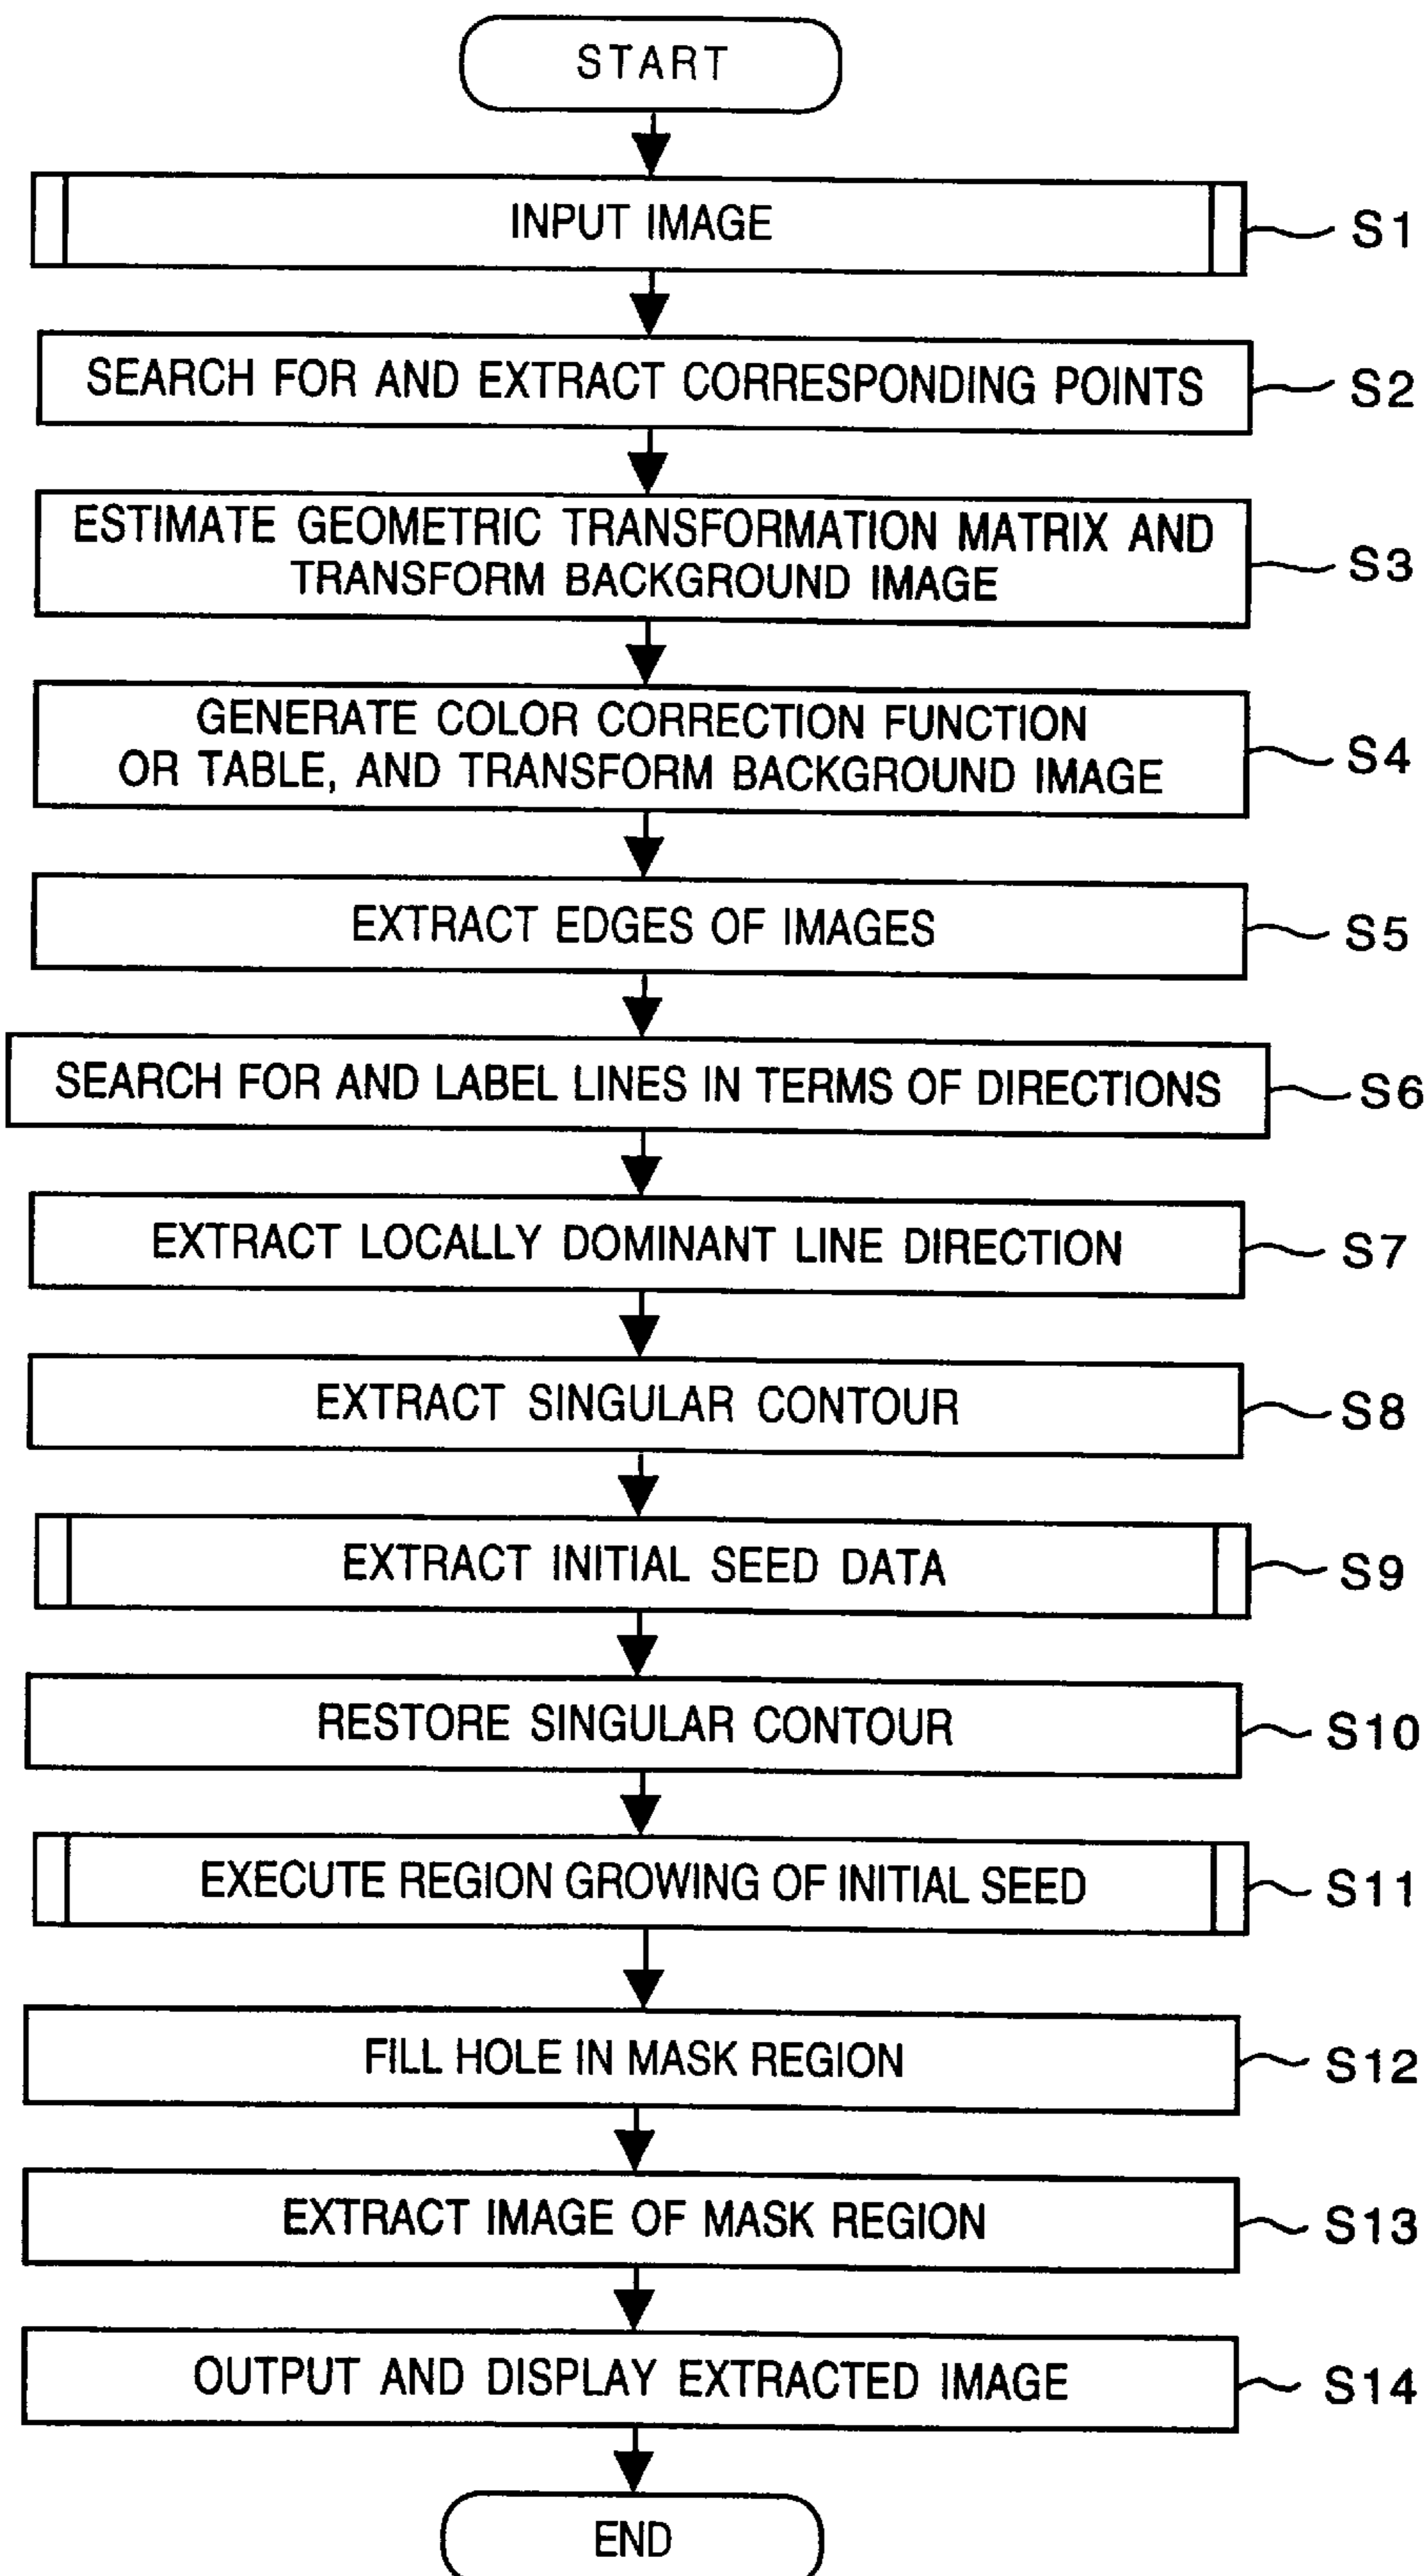 START
INPUT IMAGE
S1
SEARCH FOR AND EXTRACT CORRESPONDING POINTS
S2
ESTIMATE GEOMETRIC TRANSFORMATION MATRIX AND
TRANSFORM BACKGROUND IMAGE
S3
GENERATE COLOR CORRECTION FUNCTION
OR TABLE, AND TRANSFORM BACKGROUND IMAGE
S4
EXTRACT EDGES OF IMAGES
S5
SEARCH FOR AND LABEL LINES IN TERMS OF DIRECTIONS
S6
EXTRACT LOCALLY DOMINANT LINE DIRECTION
S7
EXTRACT SINGULAR CONTOUR
S8
EXTRACT INITIAL SEED DATA
S9
RESTORE SINGULAR CONTOUR
S10
EXECUTE REGION GROWING OF INITIAL SEED
S11
FILL HOLE IN MASK REGION
S12
EXTRACT IMAGE OF MASK REGION
S13
OUTPUT AND DISPLAY EXTRACTED IMAGE
S14
END